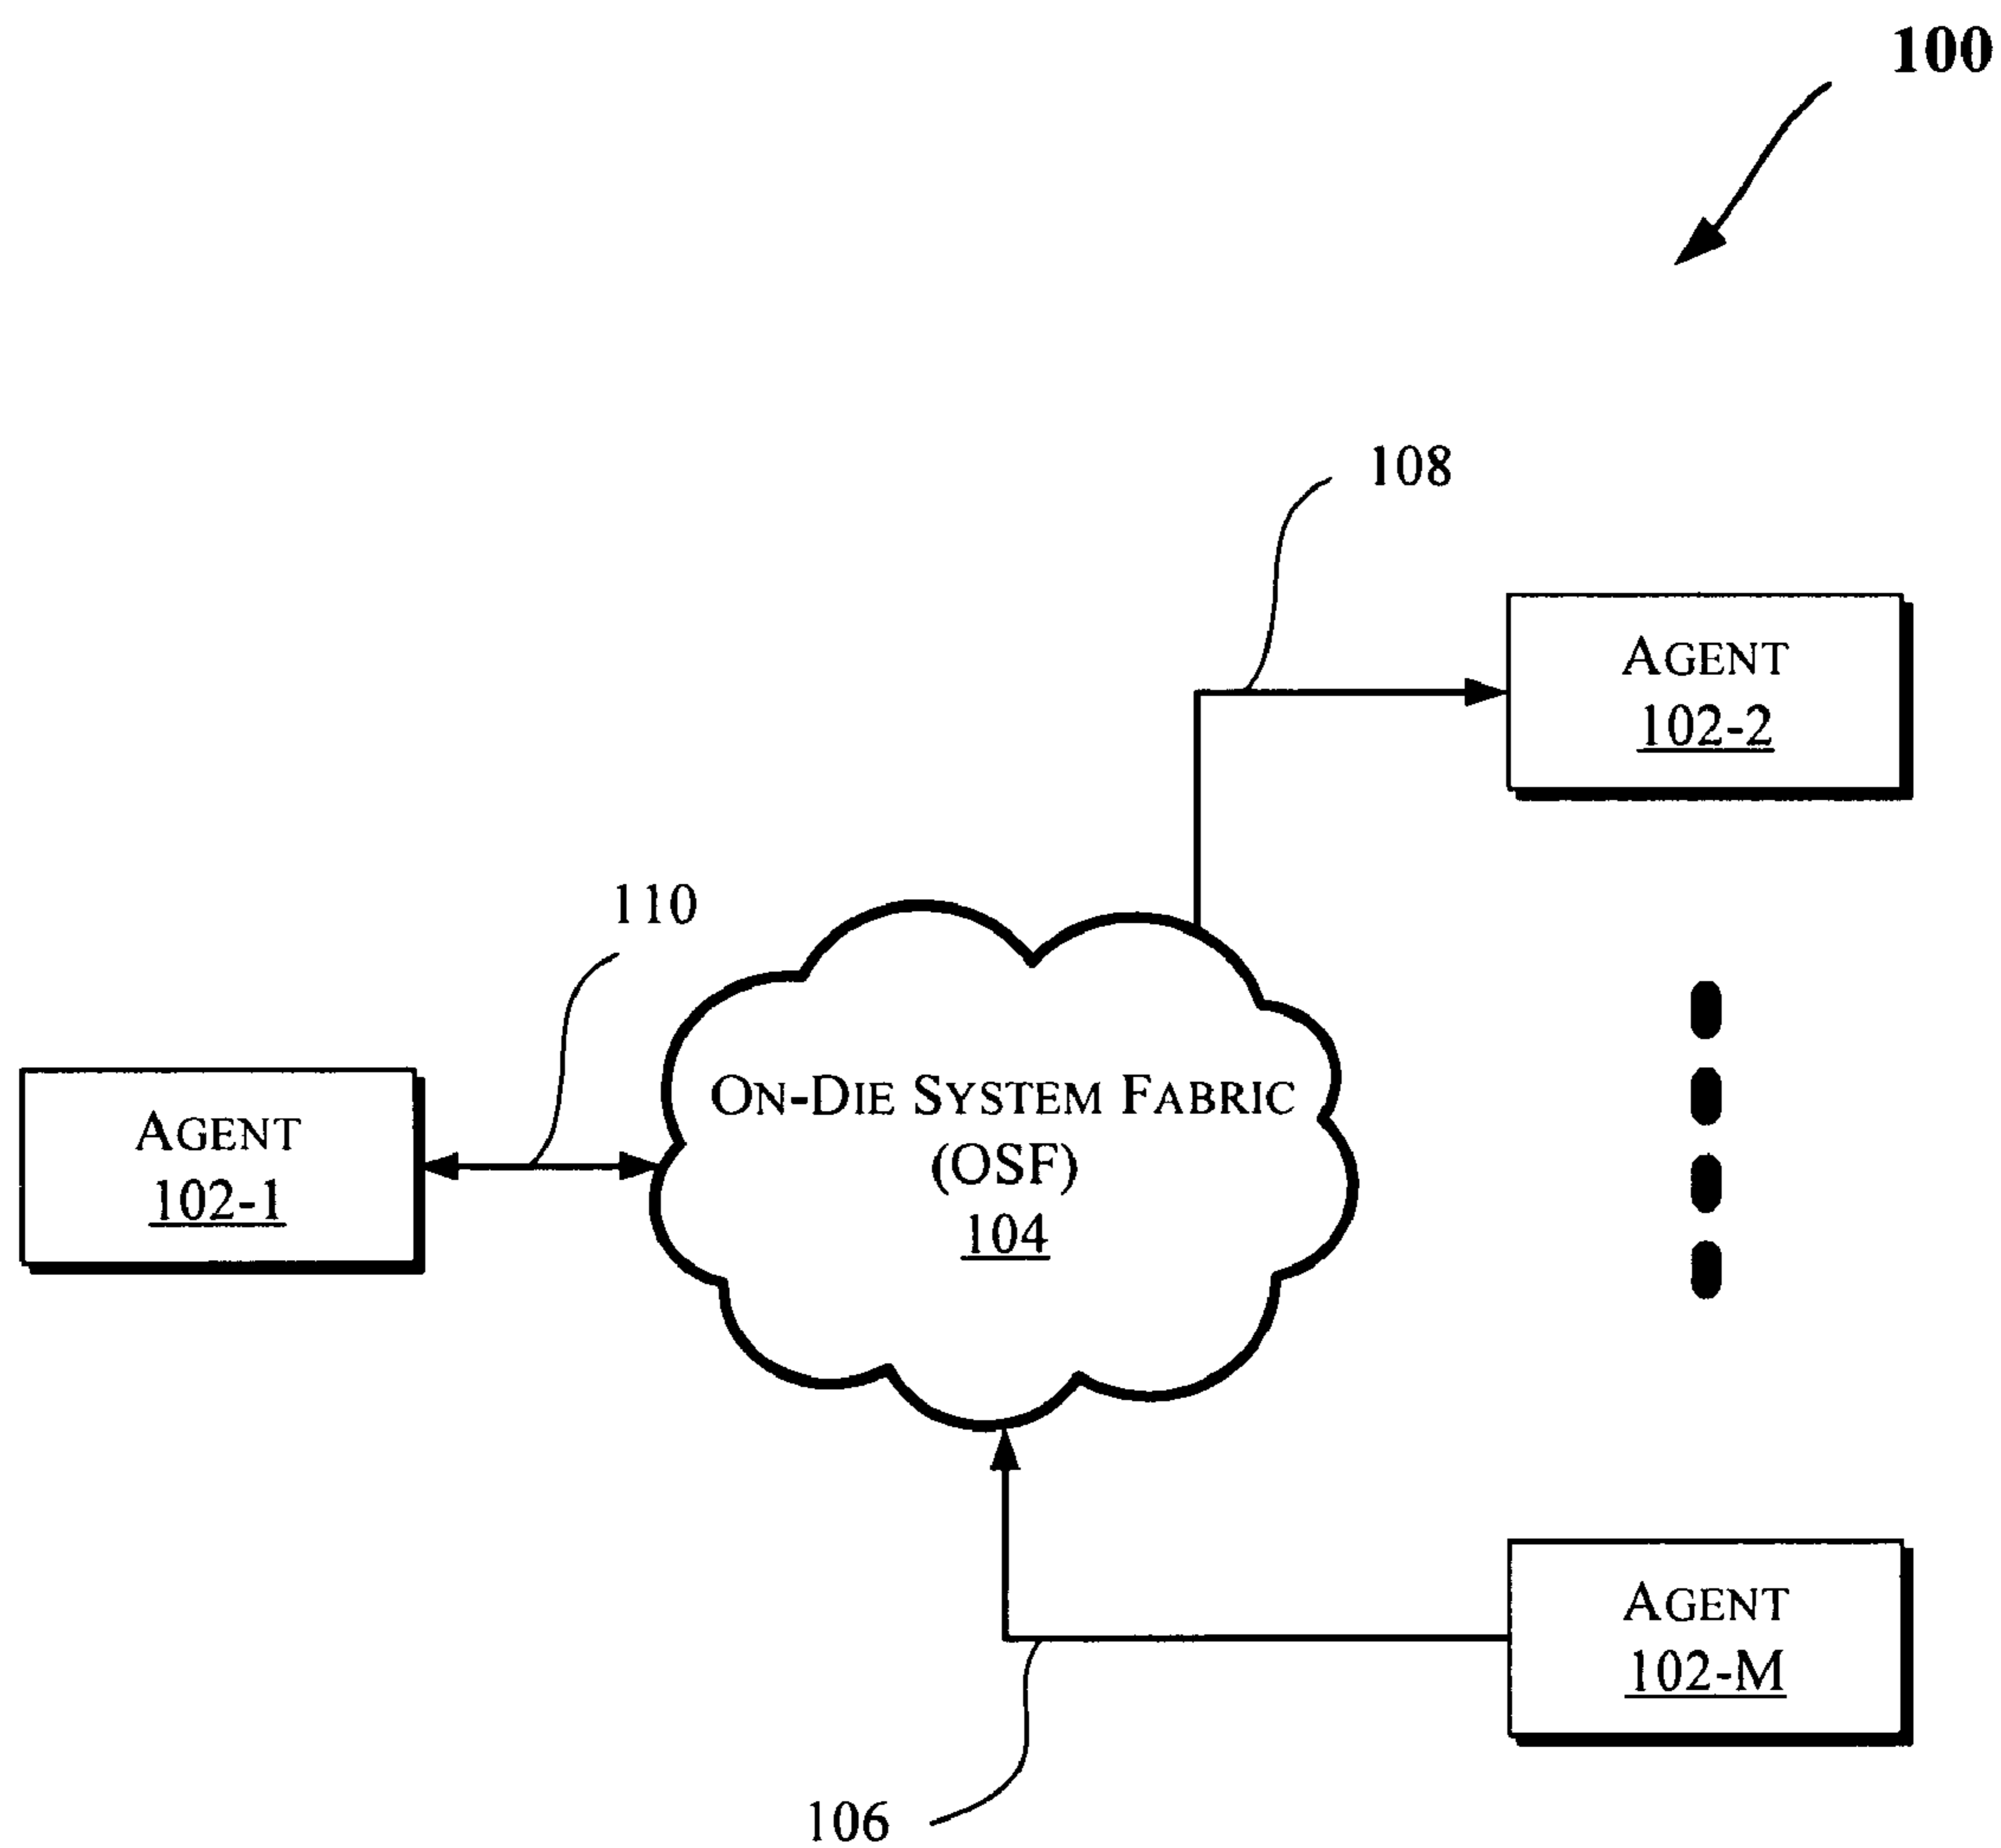 100
108
AGENT
102-2
110
ON-DIE SYSTEM FABRIC
(OSF)
104
AGENT
102-1
AGENT
102-M
106